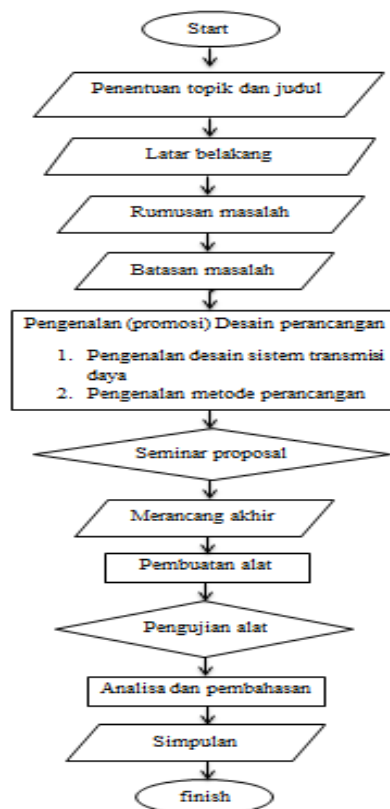 Start
Penentuan topik dan judul
Latar belakang
Rumusan masalah
Batasan masalah
Pengenalan (promosi) Desain perancangan
1. Pengenalan desain sistem transmisi
daya
2. Pengenalan metode perancangan
Seminar proposal
Merancang akhir
Pembuatan alat
Pengujian alat
Analisa dan pembahasan
Simpulan
finish